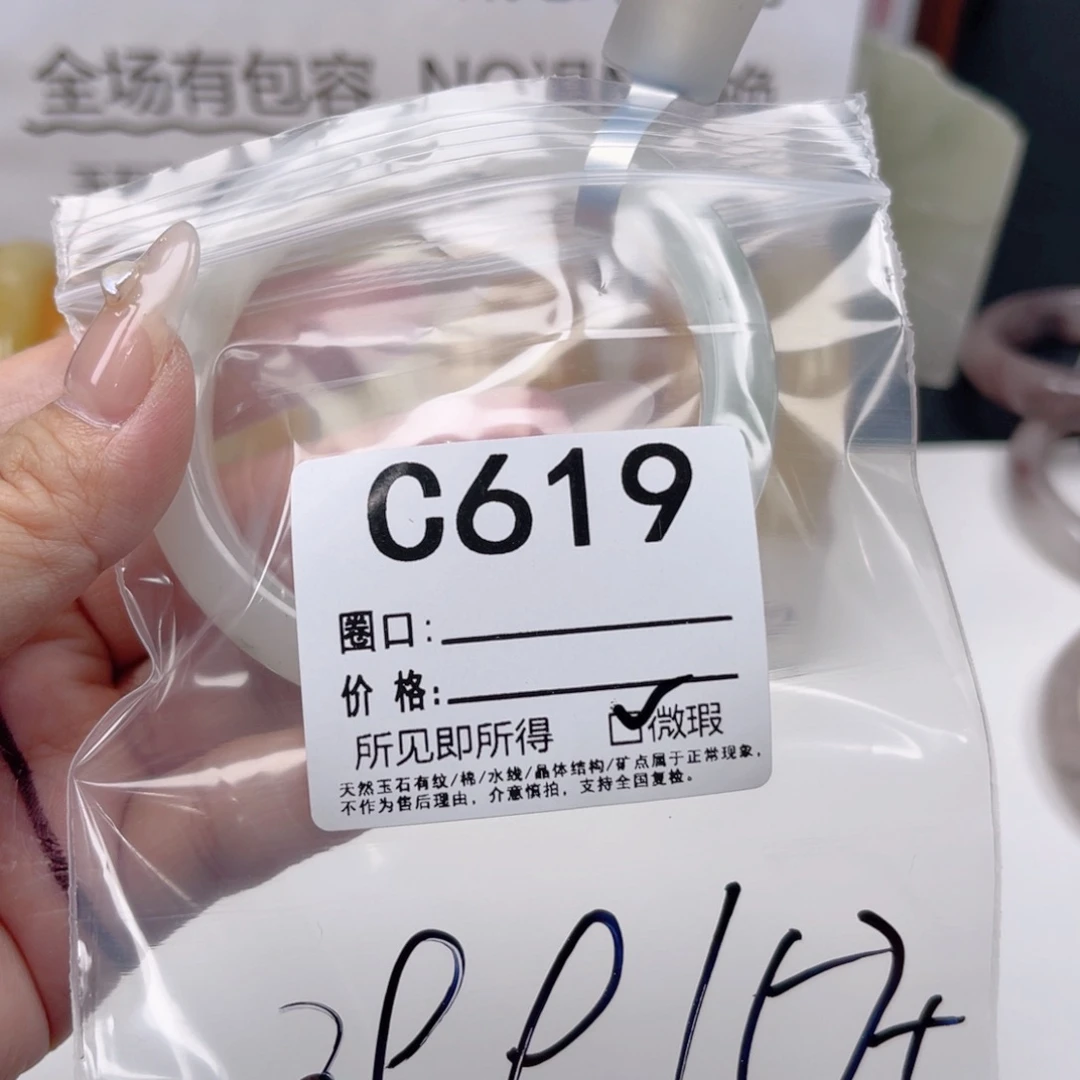 全场有包容
C619
圈口:
价 格:
所见即所得 微瑕
天然玉石有纹/棉/水线/晶体结构/矿点属于正常现象,
不作为售后理由,介意慎拍,支持全国复检。